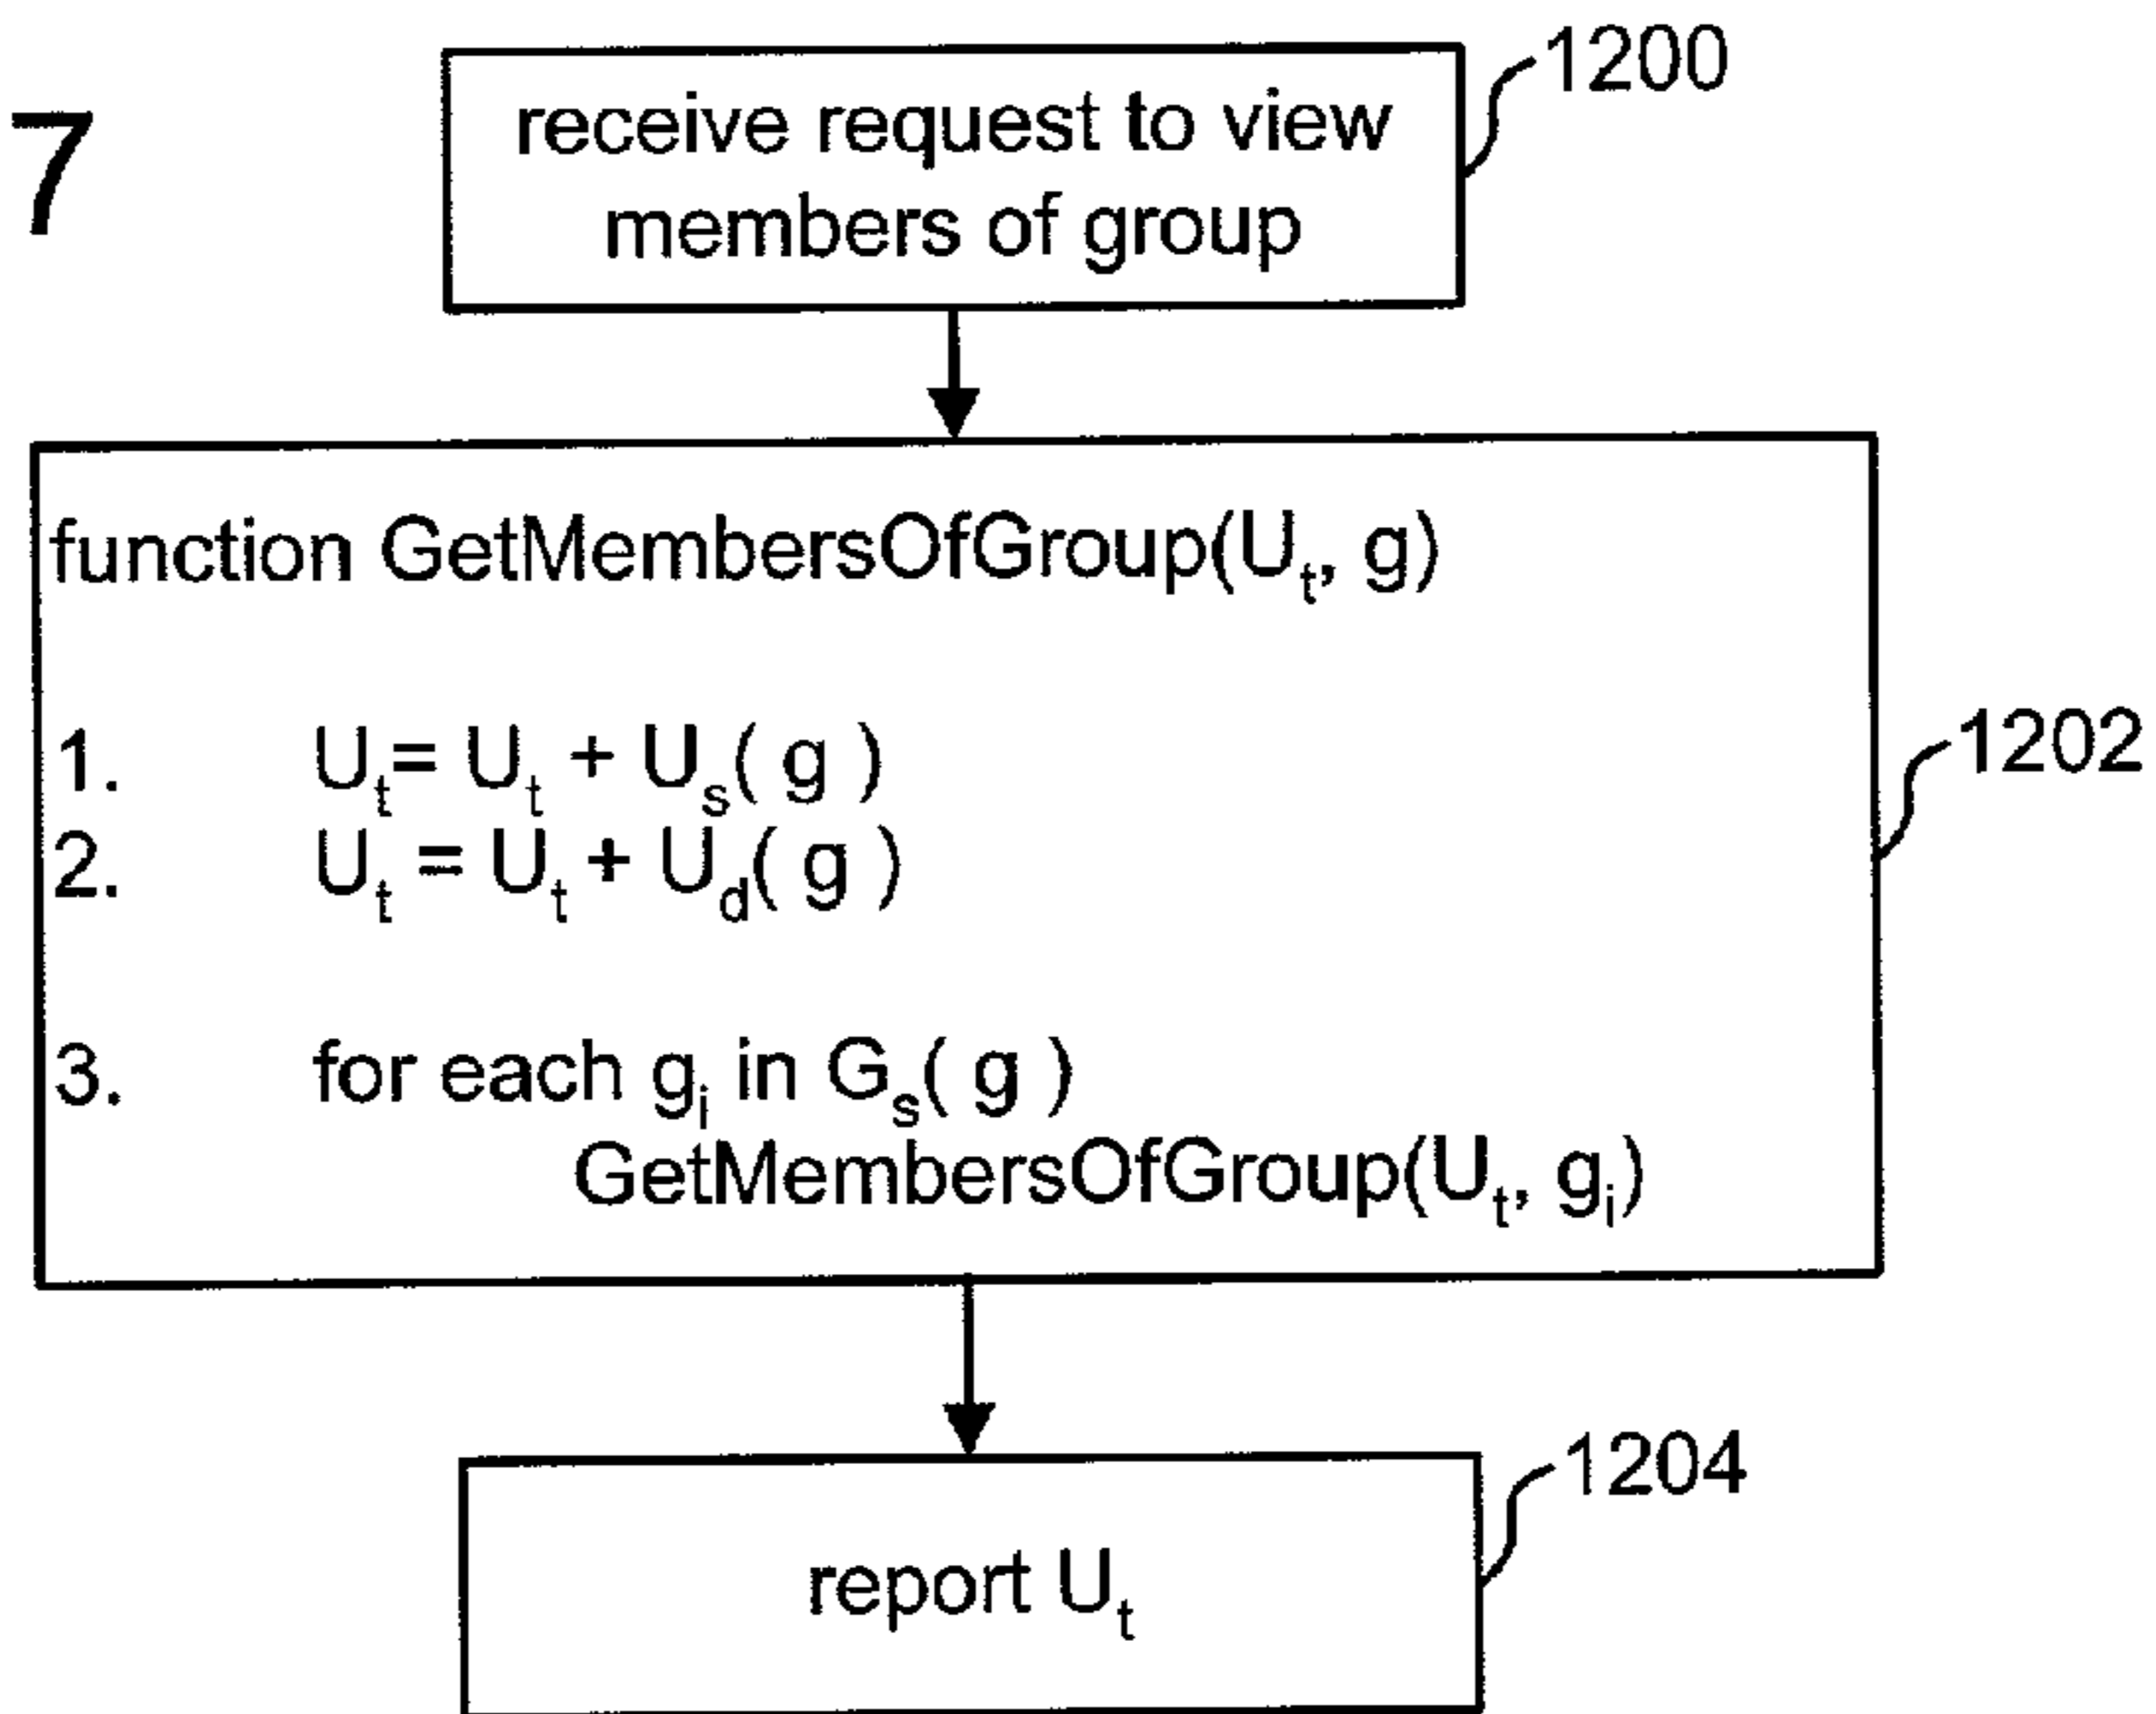 7
receive request to view
members of group
1200
function GetMembersOfGroup(Uₜ, g)
1. Uₜ= Uₜ + Uₛ( g )
2. Uₜ = Uₜ + U_d( g )
3. for each gᵢ in Gₛ( g )
GetMembersOfGroup(Uₜ, gᵢ)
1202
report Uₜ
1204